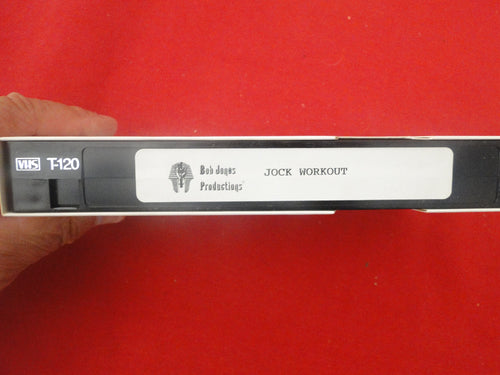 VHS T-120
Bob Jones
Productions
JOCK WORKOUT